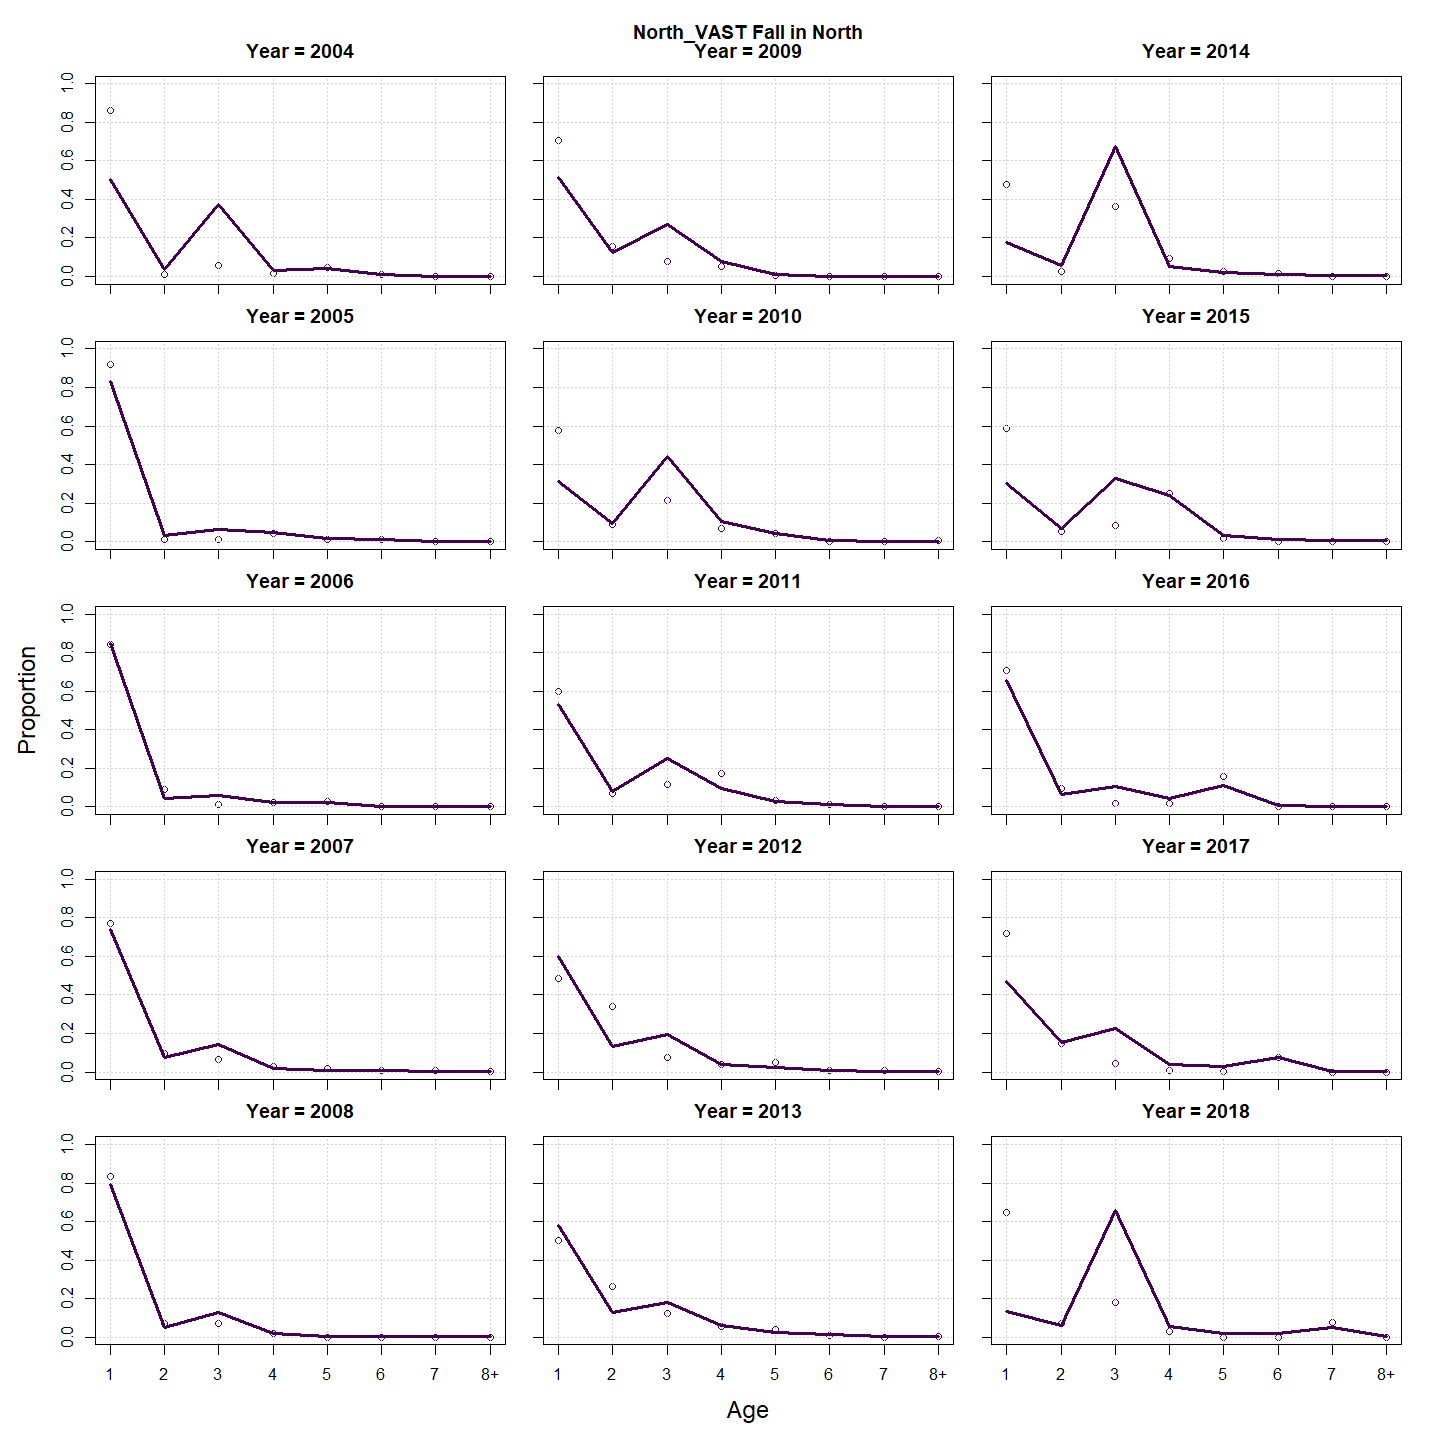 North_VAST Fall in North
Year = 2004
Year = 2009
Year = 2014
0.0 0.2 0.4 0.6 0.8 1.0
Year = 2005
Year = 2010
Year = 2015
0.0 0.2 0.4 0.6 0.8 1.0
Year = 2006
Year = 2011
Year = 2016
0.0 0.2 0.4 0.6 0.8 1.0
Proportion
Year = 2007
Year = 2012
Year = 2017
0.0 0.2 0.4 0.6 0.8 1.0
Year = 2008
Year = 2013
Year = 2018
0.0 0.2 0.4 0.6 0.8 1.0
1 2 3 4 5 6 7 8+
1 2 3 4 5 6 7 8+
1 2 3 4 5 6 7 8+
Age